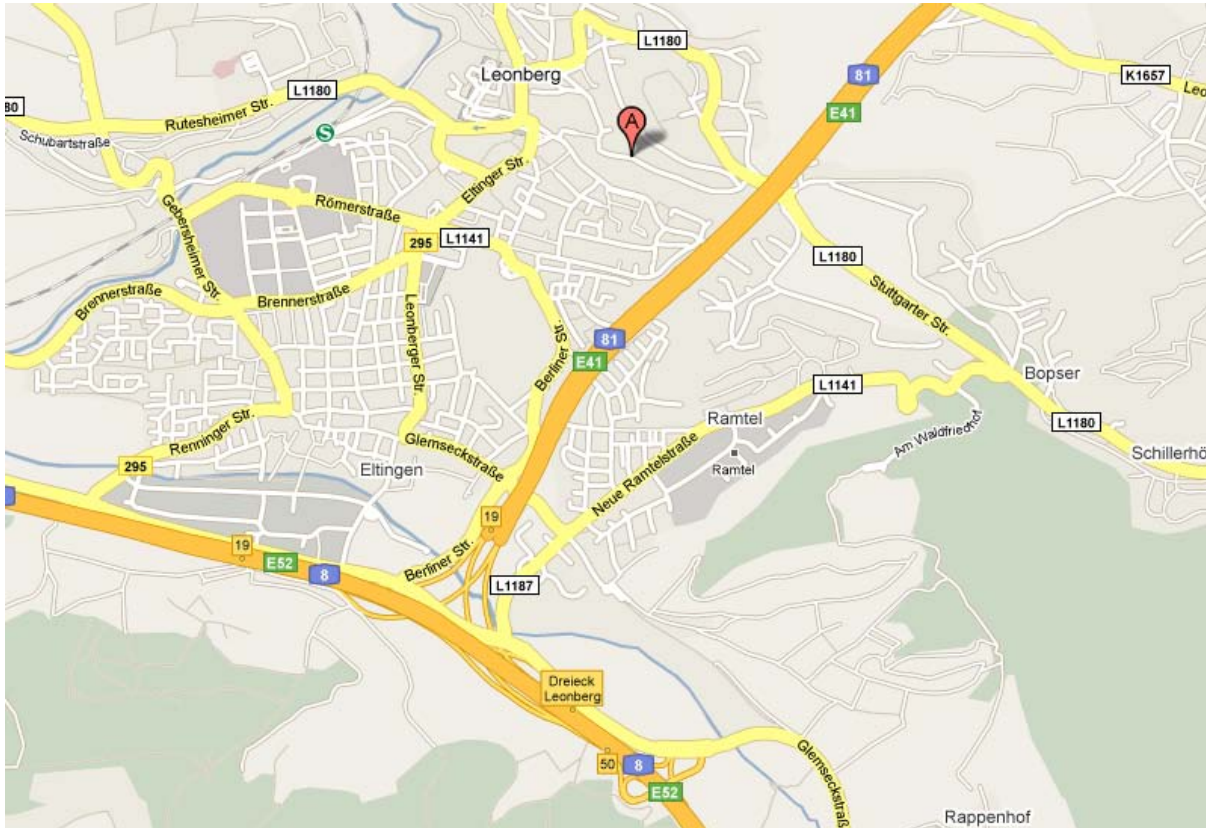 L1180
Leonberg
81
K1657
Leo
80
L1180
Rutesheimer Str.
E41
Schubartstraße
S
A
Eltinger Str.
Gebersheimer Str.
Römerstraße
295
L1141
L1180
Brennerstraße
Brennerstraße
Leonberger Str.
Stuttgarter Str.
Berliner Str.
81
E41
Bopser
L1141
Ramtel
L1180
Renninger Str.
Glemseckstraße
Am Waldfriedhof
Schillerhö
295
Eltingen
Neue Ramtelstraße
Ramtel
19
19
E52
8
Berliner Str.
L1187
Dreieck
Leonberg
50
8
E52
Glemseckstraß
Rappenhof